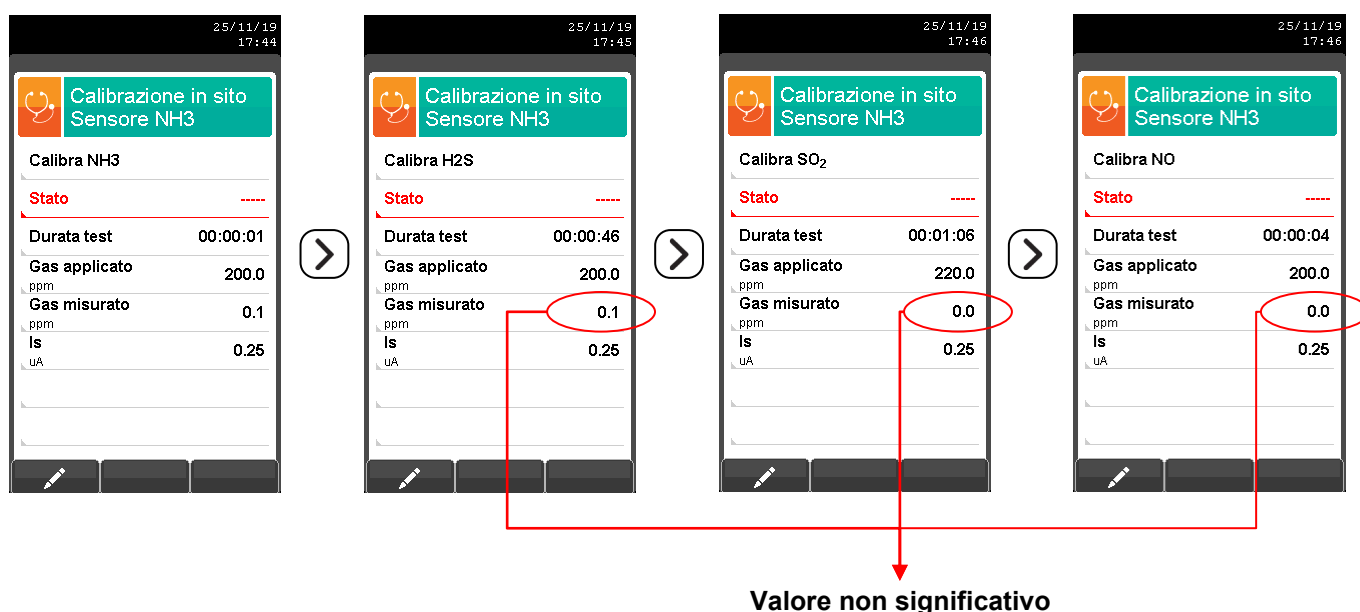 25/11/19
17:44
Calibrazione in sito
Sensore NH3
Calibra NH3
Stato -----
Durata test 00:00:01
Gas applicato 200.0
ppm
Gas misurato 0.1
ppm
Is 0.25
uA
25/11/19
17:45
Calibrazione in sito
Sensore NH3
Calibra H2S
Stato -----
Durata test 00:00:46
Gas applicato 200.0
ppm
Gas misurato 0.1
ppm
Is 0.25
uA
25/11/19
17:46
Calibrazione in sito
Sensore NH3
Calibra SO2
Stato -----
Durata test 00:01:06
Gas applicato 220.0
ppm
Gas misurato 0.0
ppm
Is 0.25
uA
25/11/19
17:46
Calibrazione in sito
Sensore NH3
Calibra NO
Stato -----
Durata test 00:00:04
Gas applicato 200.0
ppm
Gas misurato 0.0
ppm
Is 0.25
uA
Valore non significativo